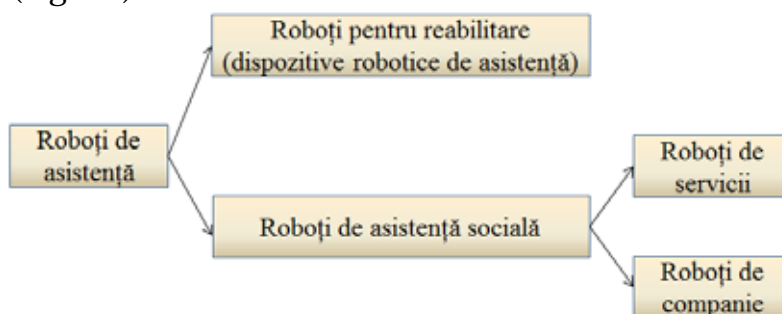 Roboți pentru reabilitare
(dispozitive robotice de asistență)
Roboți de
asistență
Roboți de asistență socială
Roboți de
servicii
Roboți de
companie